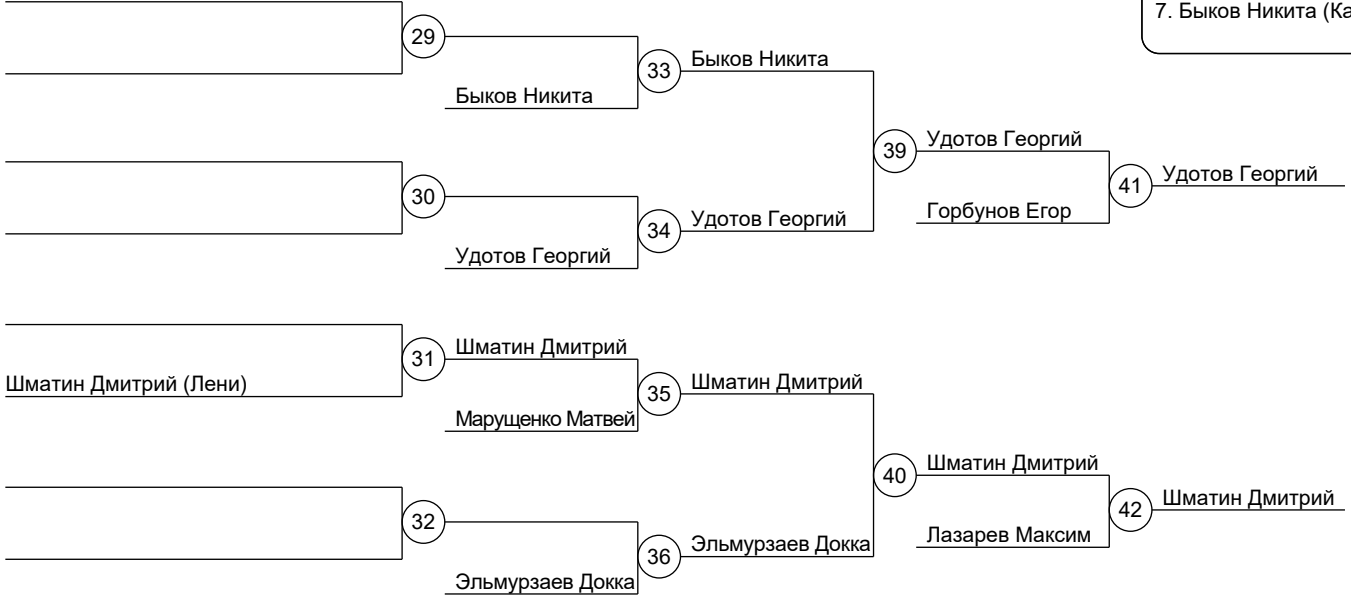 7. Быков Никита (Ка
29
33
Быков Никита
Быков Никита
39
Удотов Георгий
30
41
Удотов Георгий
34
Удотов Георгий
Горбунов Егор
Удотов Георгий
31
Шматин Дмитрий
Шматин Дмитрий (Лени)
35
Шматин Дмитрий
Марущенко Матвей
40
Шматин Дмитрий
32
42
Шматин Дмитрий
36
Эльмурзаев Докка
Лазарев Максим
Эльмурзаев Докка